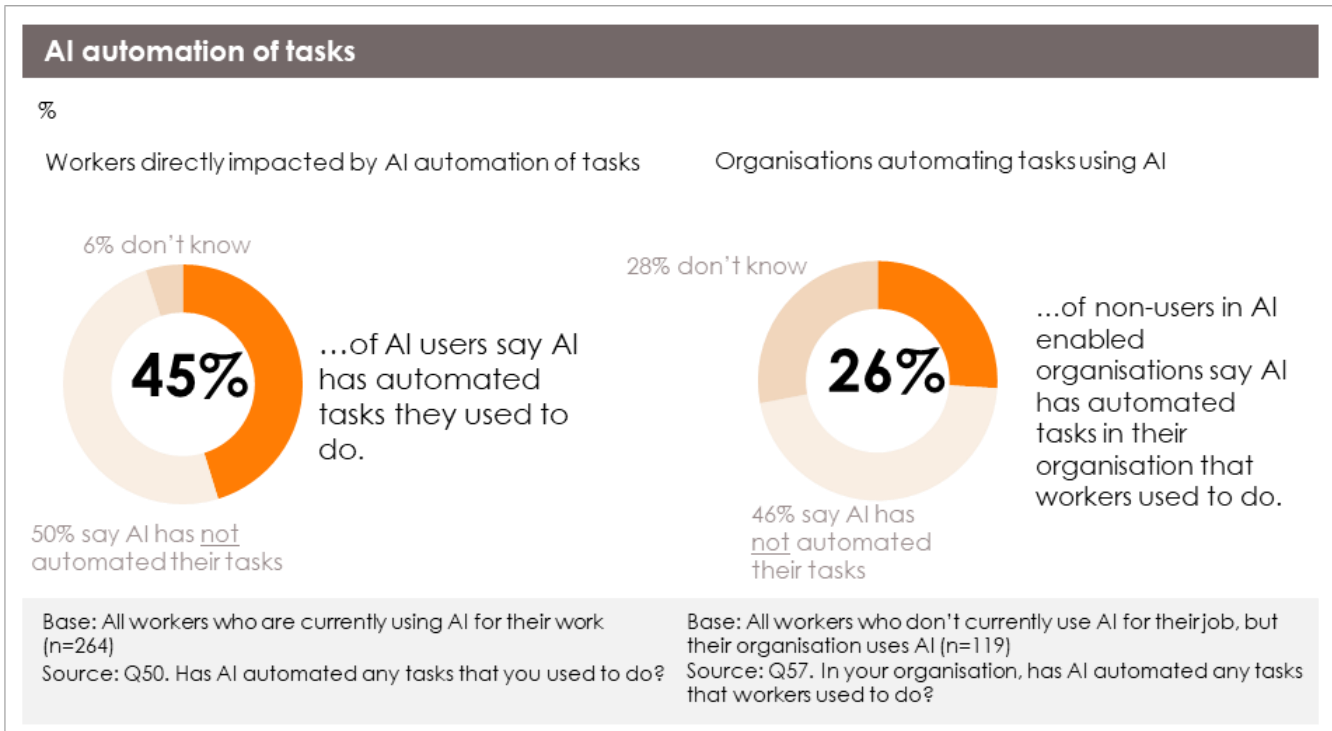 AI automation of tasks
%
Workers directly impacted by AI automation of tasks
6% don't know
45%
…of AI users say AI
has automated
tasks they used to
do.
50% say AI has not
automated their tasks
Organisations automating tasks using AI
28% don't know
26%
…of non-users in AI
enabled
organisations say AI
has automated
tasks in their
organisation that
workers used to do.
46% say AI has
not automated
their tasks
Base: All workers who are currently using AI for their work
(n=264)
Source: Q50. Has AI automated any tasks that you used to do?
Base: All workers who don't currently use AI for their job, but
their organisation uses AI (n=119)
Source: Q57. In your organisation, has AI automated any tasks
that workers used to do?